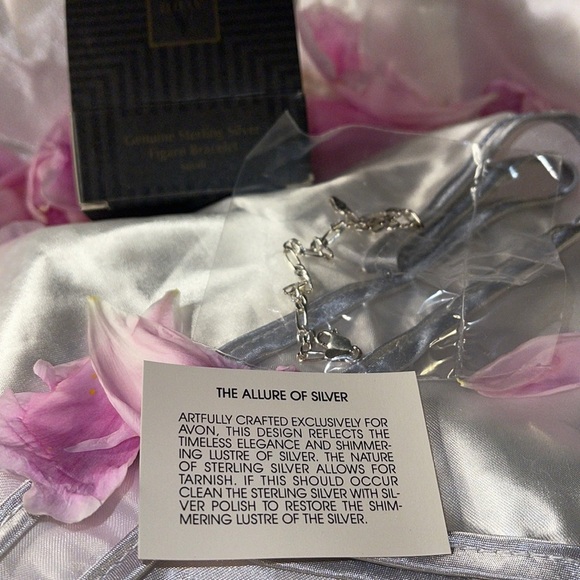 Genuine Sterling Silver
Figaro Bracelet
THE ALLURE OF SILVER
ARTFULLY CRAFTED EXCLUSIVELY FOR
AVON, THIS DESIGN REFLECTS THE
TIMELESS ELEGANCE AND SHIMMER-
ING LUSTRE OF SILVER. THE NATURE
OF STERLING SILVER ALLOWS FOR
TARNISH. IF THIS SHOULD OCCUR
CLEAN THE STERLING SILVER WITH SIL-
VER POLISH TO RESTORE THE SHIM-
MERING LUSTRE OF THE SILVER.